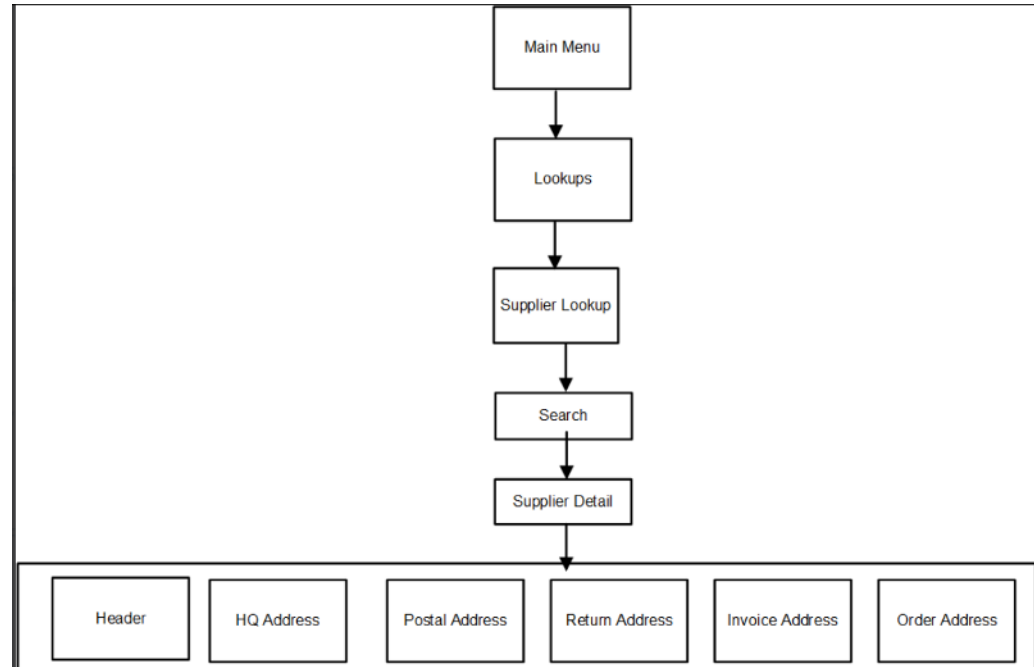 Main Menu
Lookups
Supplier Lookup
Search
Supplier Detail
Header
HQ Address
Postal Address
Return Address
Invoice Address
Order Address